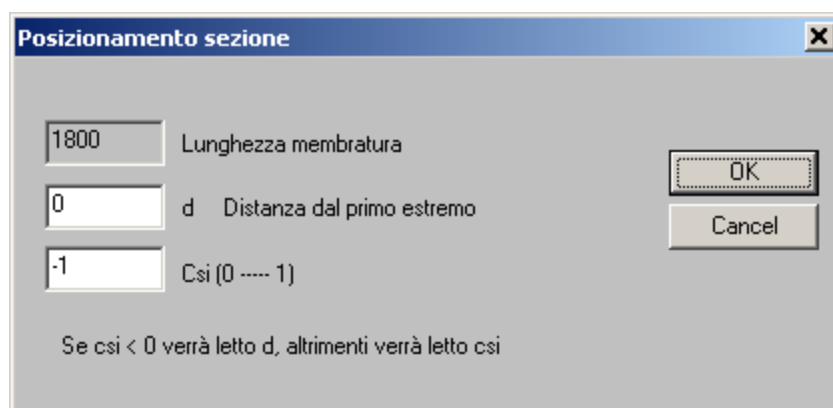 Posizionamento sezione
1800 Lunghezza membratura
OK
0 d Distanza dal primo estremo
Cancel
-1 Csi (0 ----- 1)
Se csi < 0 verrà letto d, altrimenti verrà letto csi